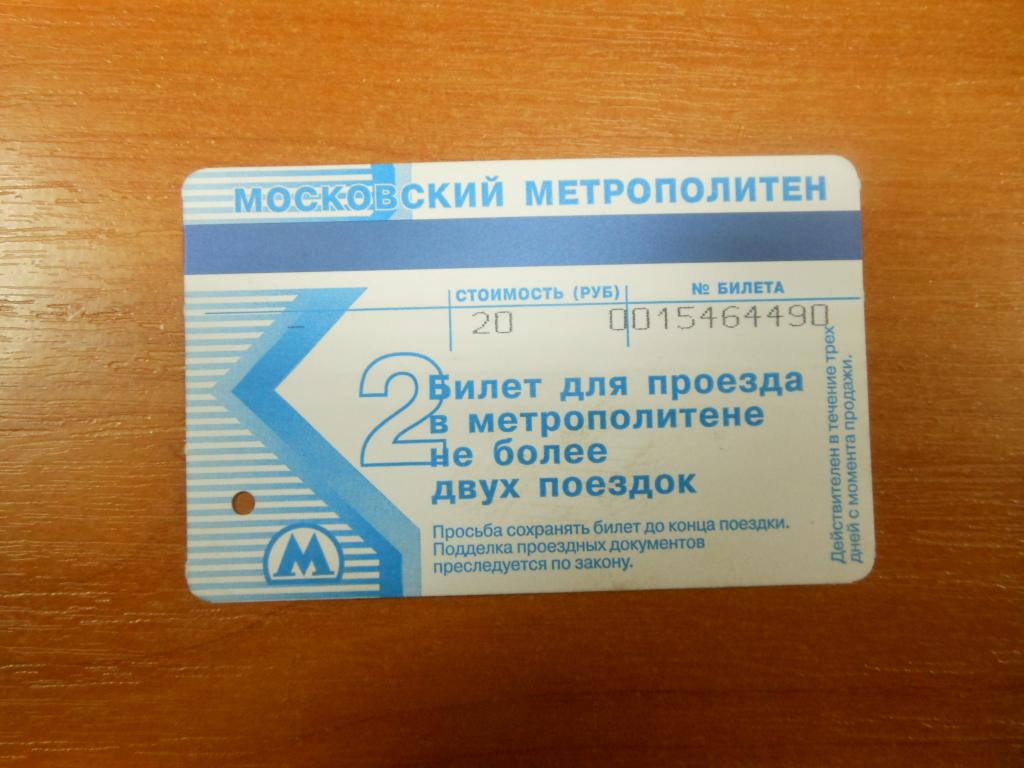 МОСКОВСКИЙ МЕТРОПОЛИТЕН
СТОИМОСТЬ (РУБ)
№ БИЛЕТА
20
0015464490
2
Билет для проезда
в метрополитене
не более
двух поездок
Просьба сохранять билет до конца поездки.
Подделка проездных документов
преследуется по закону.
М
Действителен в течение трех
дней с момента продажи.